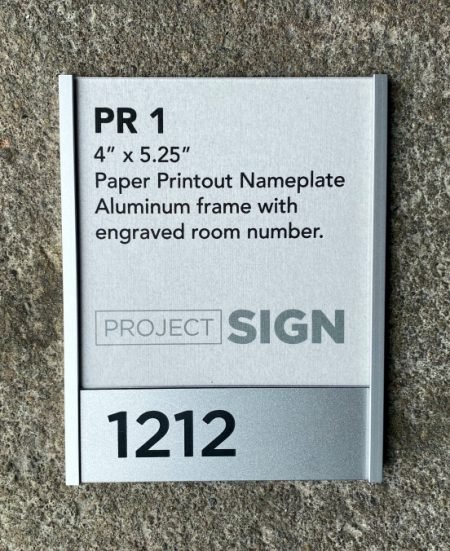 PR 1
4” x 5.25”
Paper Printout Nameplate
Aluminum frame with
engraved room number.
PROJECT SIGN
1212